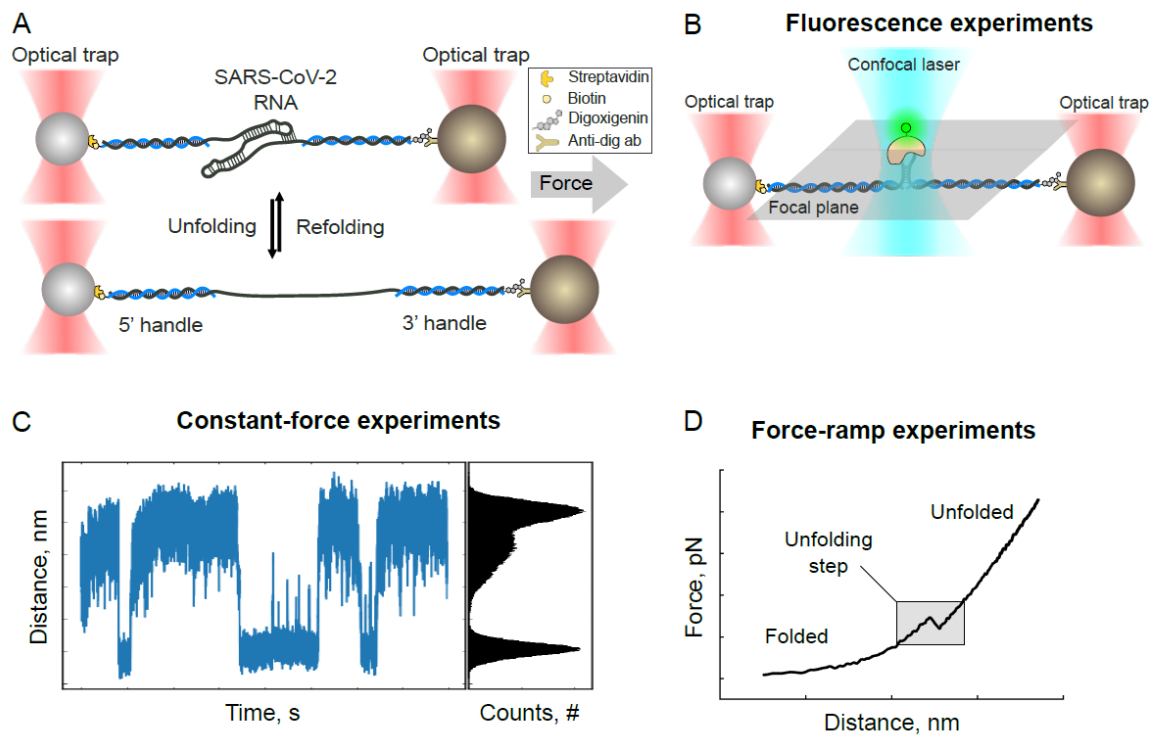 A
Optical trap
Optical trap
SARS-CoV-2
RNA
Streptavidin
Biotin
Digoxigenin
Anti-dig ab
Force
Unfolding
Refolding
5' handle
3' handle
B
Fluorescence experiments
Confocal laser
Optical trap
Optical trap
Focal plane
C
Constant-force experiments
Distance, nm
Time, s
Counts, #
D
Force-ramp experiments
Unfolded
Unfolding
step
Folded
Force, pN
Distance, nm